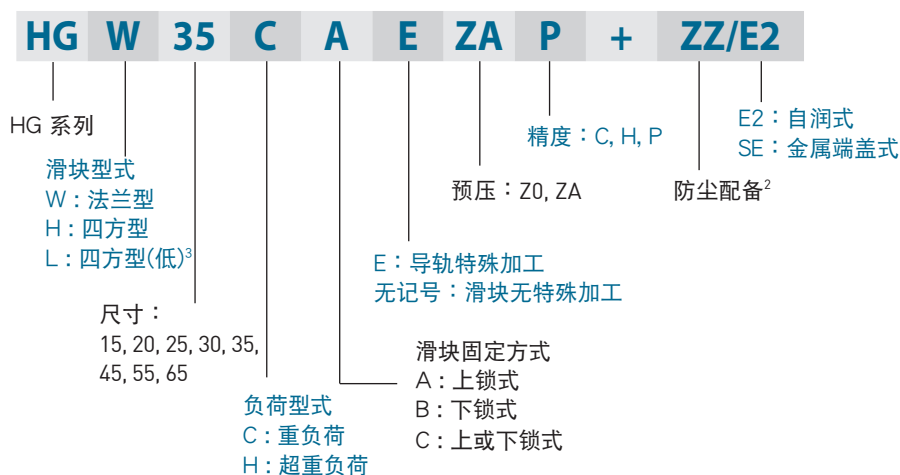 HG W 35 C A E ZA P + ZZ/E2
HG 系列
滑块型式
W：法兰型
H：四方型
L：四方型(低)³
尺寸：
15, 20, 25, 30, 35,
45, 55, 65
负荷型式
C：重负荷
H：超重负荷
滑块固定方式
A：上锁式
B：下锁式
C：上或下锁式
E：导轨特殊加工
无记号：滑块无特殊加工
预压：Z0, ZA
精度：C, H, P
防尘配备²
E2：自润式
SE：金属端盖式